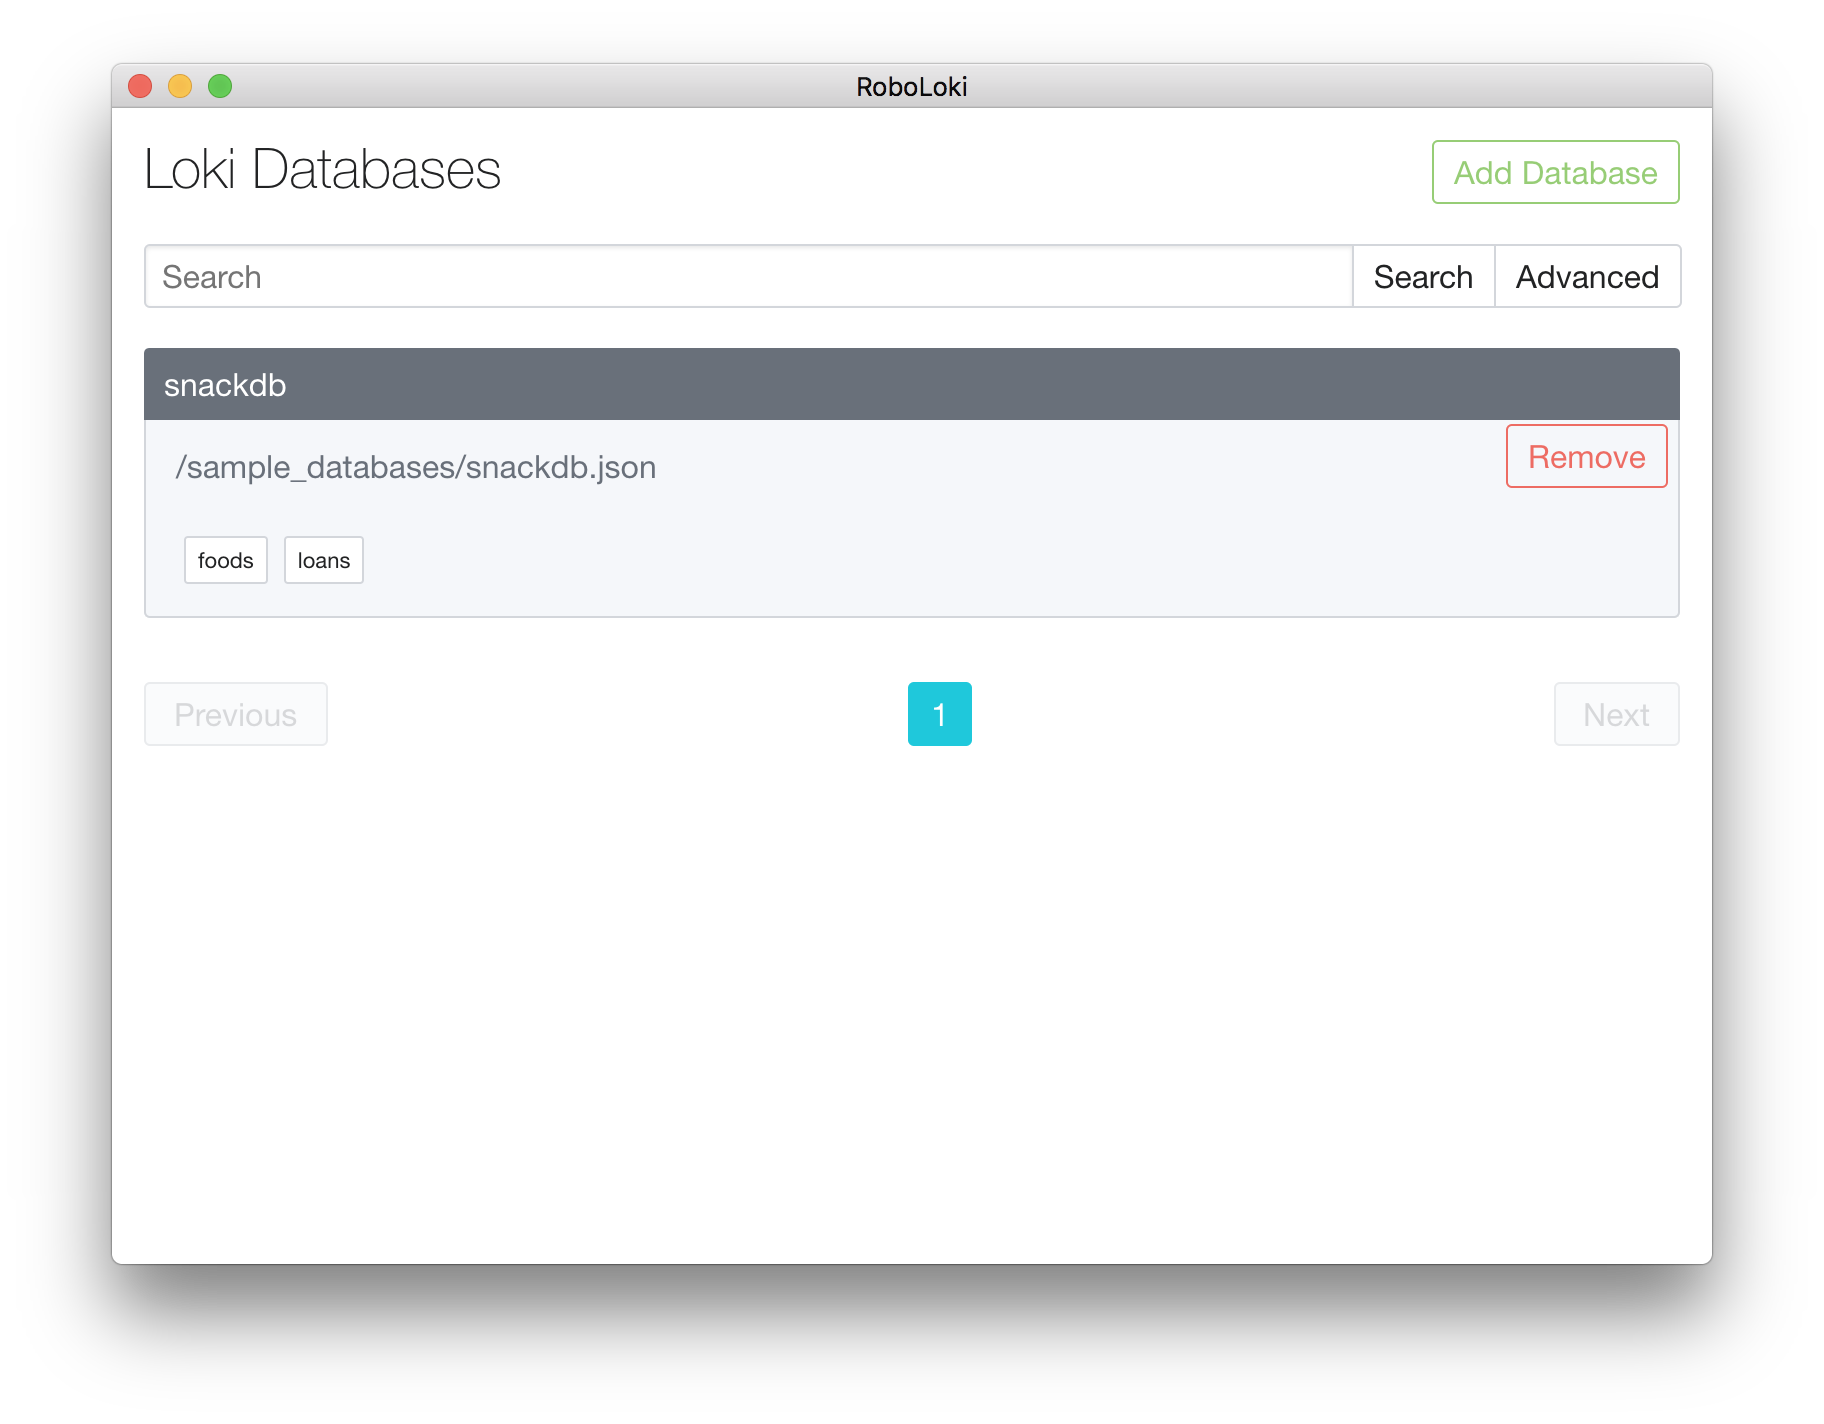 RoboLoki
Loki Databases
Add Database
Search
Search
Advanced
snackdb
/sample_databases/snackdb.json
Remove
foods
loans
Previous
1
Next